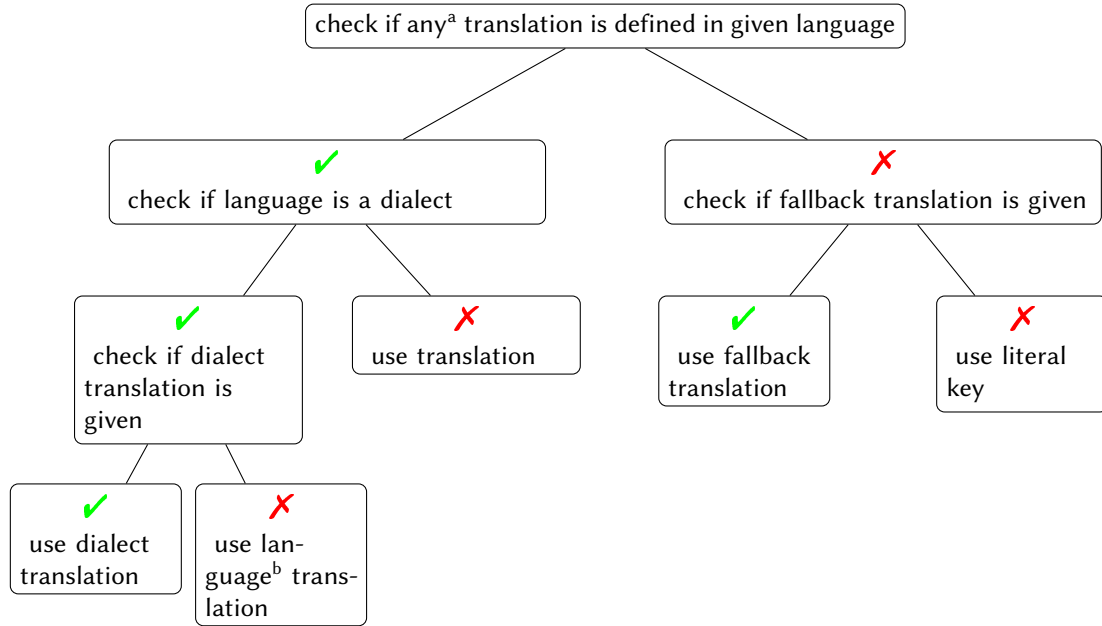 check if anyᵃ translation is defined in given language
✓
check if language is a dialect
✗
check if fallback translation is given
✓
check if dialect
translation is
given
✗
use translation
✓
use fallback
translation
✗
use literal
key
✓
use dialect
translation
✗
use lan-
guageᵇ trans-
lation